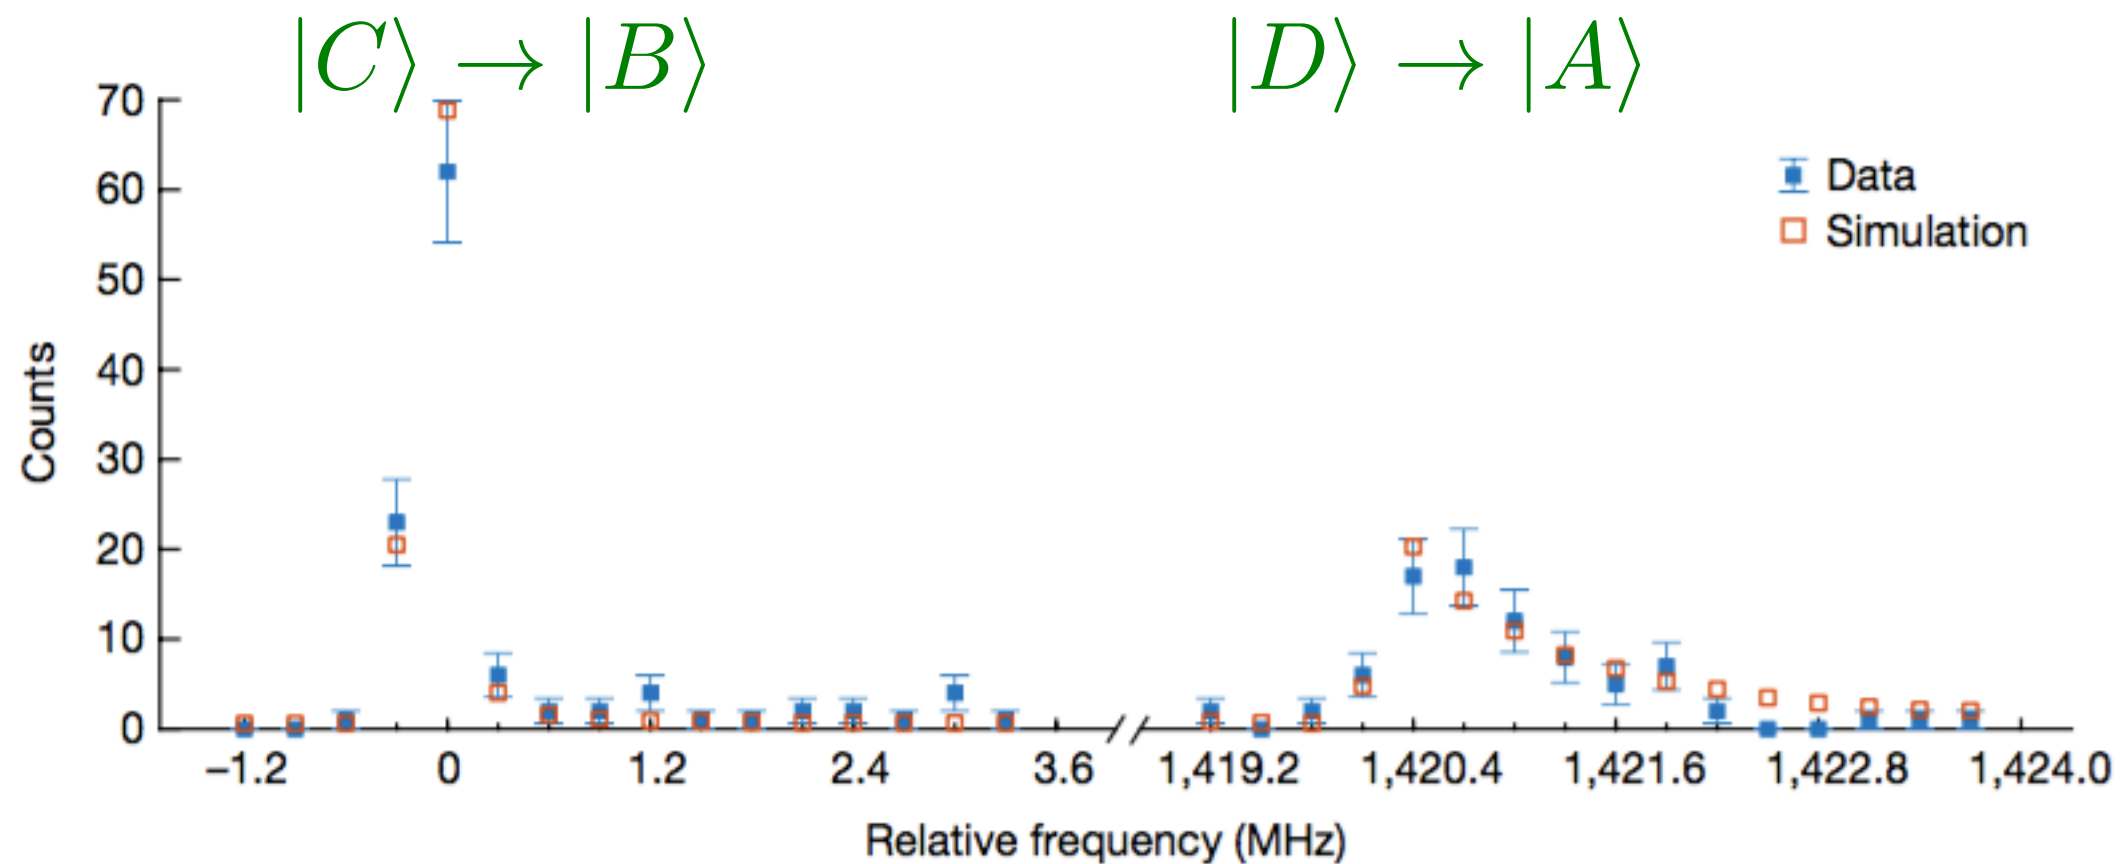 |C⟩ → |B⟩
|D⟩ → |A⟩
70
60
50
40
30
20
10
0
Counts
Data
Simulation
−1.2 0 1.2 2.4 3.6 1,419.2 1,420.4 1,421.6 1,422.8 1,424.0
Relative frequency (MHz)